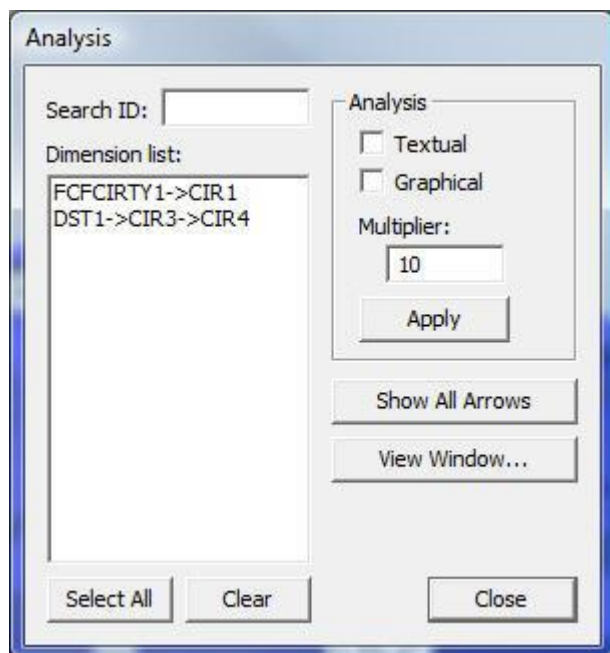 Analysis
Search ID:
Dimension list:
FCFCIRTY1->CIR1
DST1->CIR3->CIR4
Select All
Clear
Analysis
Textual
Graphical
Multiplier:
10
Apply
Show All Arrows
View Window...
Close